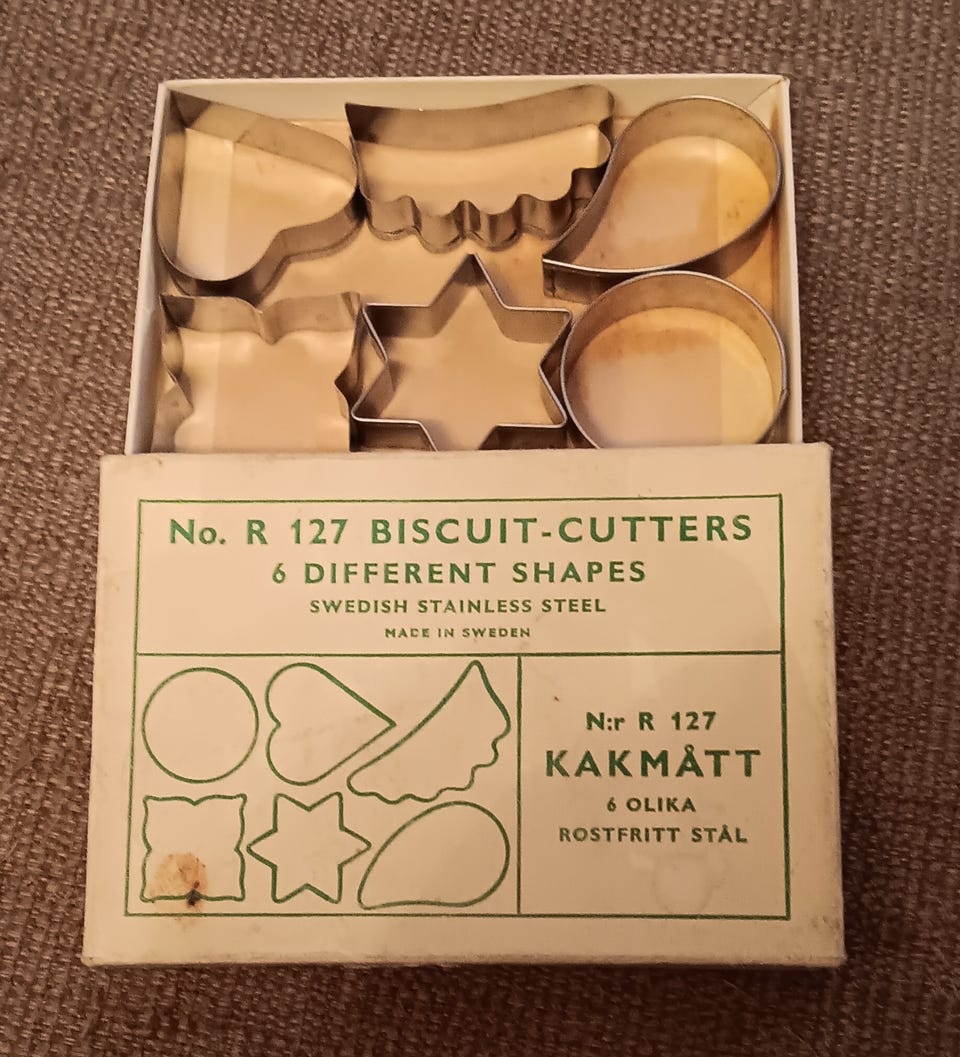 No. R 127 BISCUIT-CUTTERS
6 DIFFERENT SHAPES
SWEDISH STAINLESS STEEL
MADE IN SWEDEN
N:r R 127
KAKMÅTT
6 OLIKA
ROSTFRITT STÅL